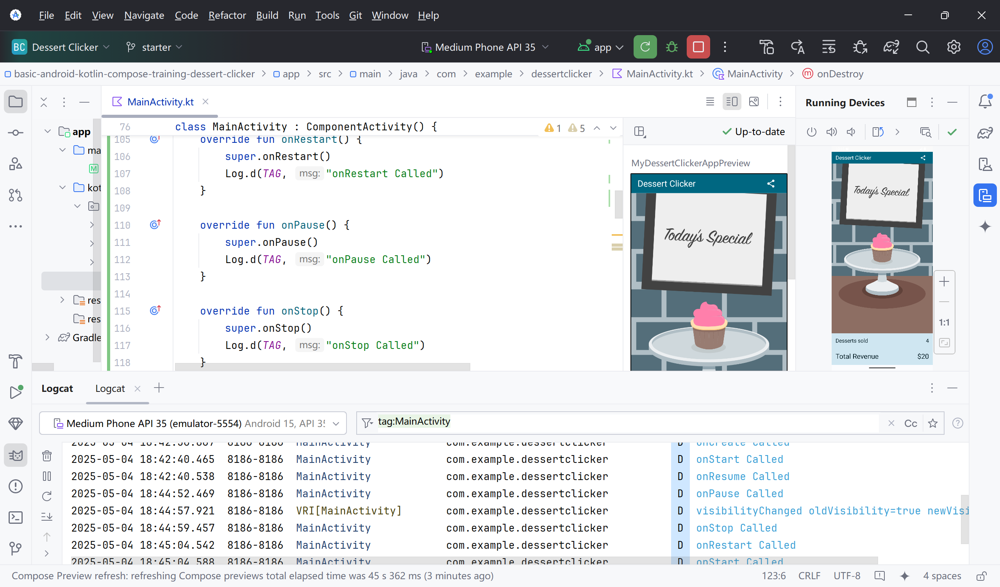 File Edit View Navigate Code Refactor Build Run Tools Git Window Help
BC Dessert Clicker starter Medium Phone API 35 app
basic-android-kotlin-compose-training-dessert-clicker > app > src > main > java > com > example > dessertclicker > MainActivity.kt > MainActivity > m onDestroy
MainActivity.kt
Running Devices
76 class MainActivity : ComponentActivity() {
1 5
105 override fun onRestart() {
106 super.onRestart()
107 Log.d(TAG, msg: "onRestart Called")
108 }
109
110 override fun onPause() {
111 super.onPause()
112 Log.d(TAG, msg: "onPause Called")
113 }
114
115 override fun onStop() {
116 super.onStop()
117 Log.d(TAG, msg: "onStop Called")
118 }
app
ma
M
kot
res
res
Gradle
Up-to-date
MyDessertClickerAppPreview
Dessert Clicker
Today's Special
Dessert Clicker
Today's Special
Desserts sold 4
Total Revenue $20
1:1
Logcat Logcat
Medium Phone API 35 (emulator-5554) Android 15, API 35
tag:MainActivity Cc
2025-05-04 18:42:40.465 8186-8186 MainActivity com.example.dessertclicker D onStart Called
2025-05-04 18:42:40.538 8186-8186 MainActivity com.example.dessertclicker D onResume Called
2025-05-04 18:44:52.469 8186-8186 MainActivity com.example.dessertclicker D onPause Called
2025-05-04 18:44:57.921 8186-8186 VRI[MainActivity] com.example.dessertclicker D visibilityChanged oldVisibility=true newVisi
2025-05-04 18:44:59.457 8186-8186 MainActivity com.example.dessertclicker D onStop Called
2025-05-04 18:45:04.542 8186-8186 MainActivity com.example.dessertclicker D onRestart Called
2025-05-04 18:45:04.588 8186-8186 MainActivity com.example.dessertclicker D onStart Called
Compose Preview refresh: refreshing Compose previews total elapsed time was 45 s 362 ms (3 minutes ago)
123:6 CRLF UTF-8 4 spaces